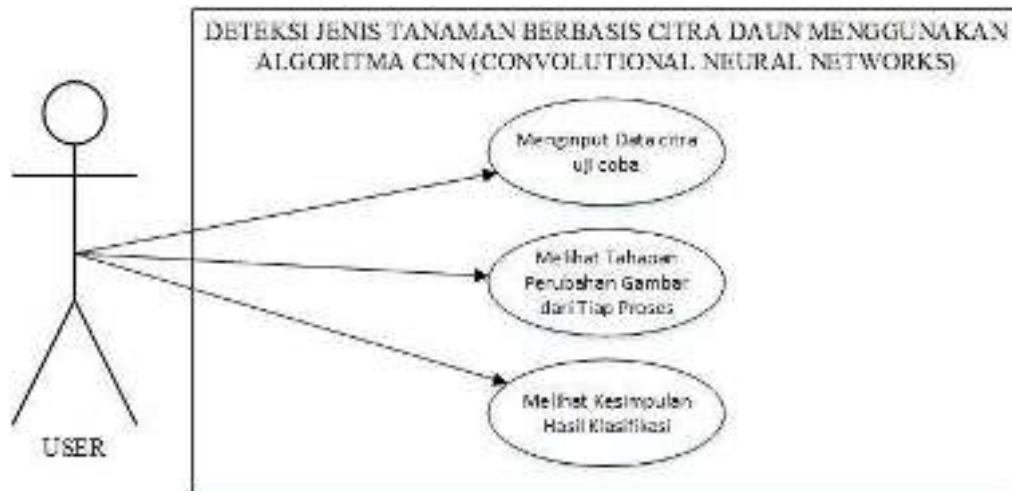 DETEKSI JENIS TANAMAN BERBASIS CITRA DAUN MENGGUNAKAN
ALGORITMA CNN (CONVOLUTIONAL NEURAL NETWORKS)
Menginput Data citra
uji coba
Melihat Tahapan
Perubahan Gambar
dari Tiap Proses
Melihat Kesimpulan
Hasil Klasifikasi
USER